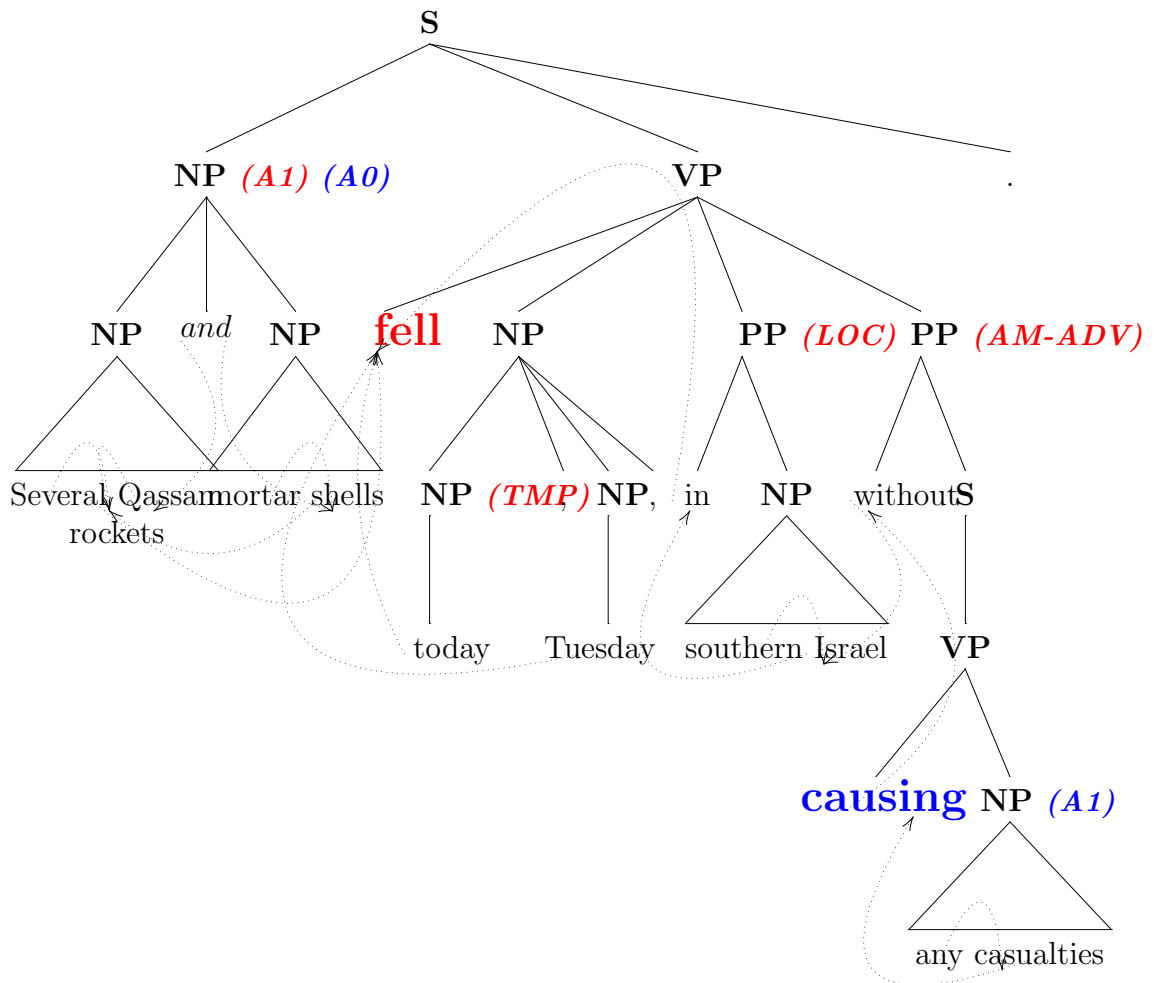 S
NP (A1) (A0) VP .
NP and NP fell NP PP (LOC) PP (AM-ADV)
Several Qassam mortar shells NP (TMP) , NP , in NP without S
rockets
today Tuesday southern Israel VP
causing NP (A1)
any casualties